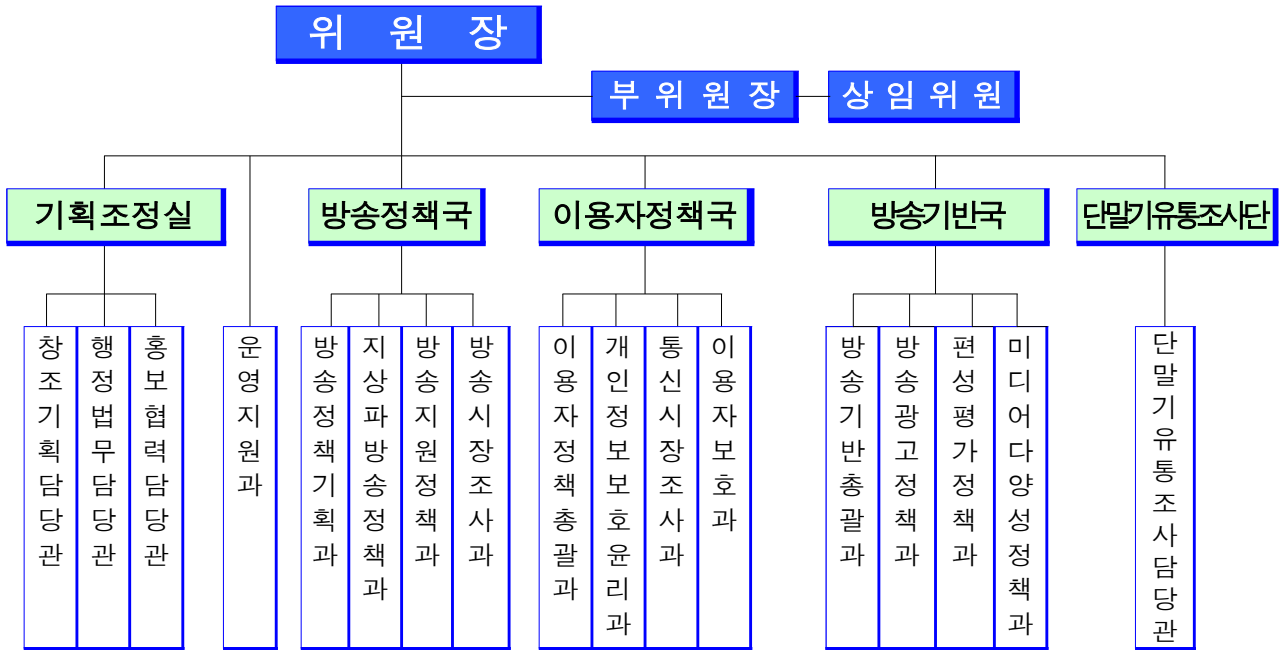 위 원 장
부 위 원 장
상 임 위 원
기획조정실
방송정책국
이용자정책국
방송기반국
단말기유통조사단
창조기획담당관
행정법무담당관
홍보협력담당관
운영지원과
방송정책기획과
지상파방송정책과
방송지원정책과
방송시장조사과
이용자정책총괄과
개인정보보호윤리과
통신시장조사과
이용자보호과
방송기반총괄과
방송광고정책과
편성평가정책과
미디어다양성정책과
단말기유통조사담당관